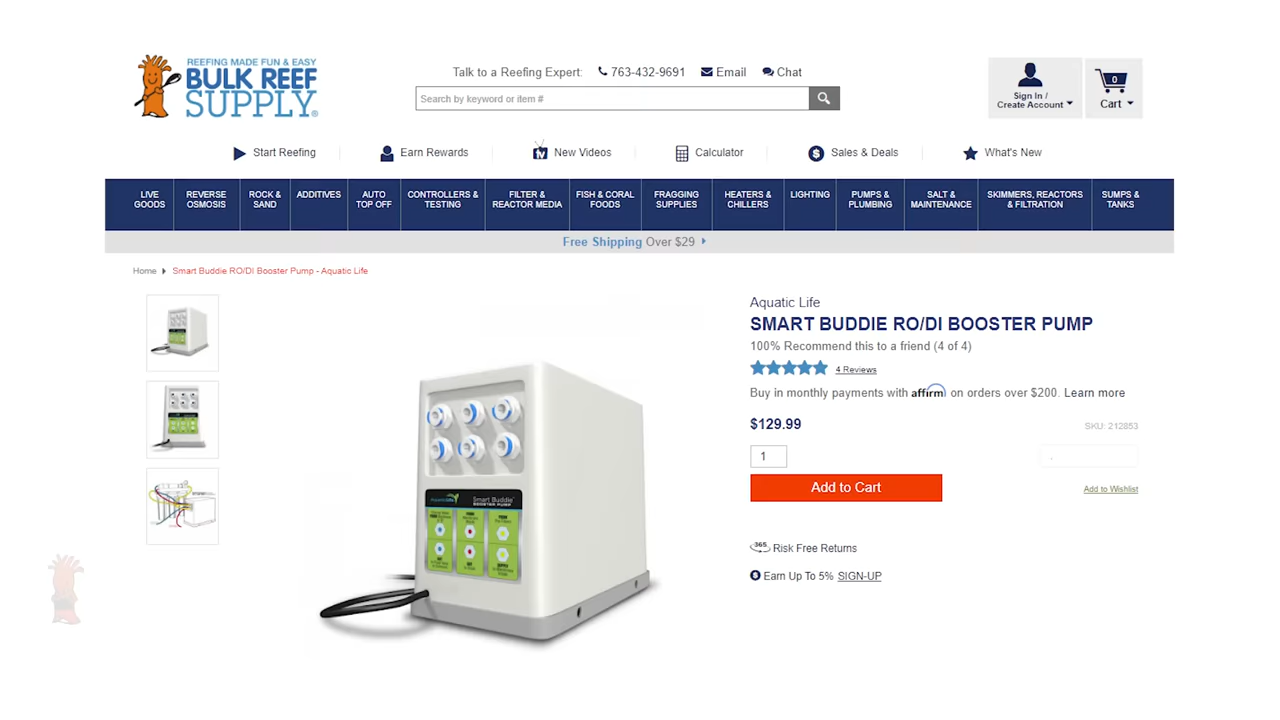 REEFING MADE FUN & EASY
BULK REEF
SUPPLY
Talk to a Reefing Expert: 763-432-9691 Email Chat
Search by keyword or item #
Sign In /
Create Account
0
Cart
Start Reefing Earn Rewards New Videos Calculator Sales & Deals What's New
LIVE
GOODS
REVERSE
OSMOSIS
ROCK &
SAND
ADDITIVES
AUTO
TOP OFF
CONTROLLERS &
TESTING
FILTER &
REACTOR MEDIA
FISH & CORAL
FOODS
FRAGGING
SUPPLIES
HEATERS &
CHILLERS
LIGHTING
PUMPS &
PLUMBING
SALT &
MAINTENANCE
SKIMMERS, REACTORS
& FILTRATION
SUMPS &
TANKS
Free Shipping Over $29
Home Smart Buddie RO/DI Booster Pump - Aquatic Life
Aquatic Life
SMART BUDDIE RO/DI BOOSTER PUMP
100% Recommend this to a friend (4 of 4)
4 Reviews
Buy in monthly payments with affirm on orders over $200. Learn more
$129.99
SKU: 212853
1
Add to Cart
Add to Wishlist
365 Risk Free Returns
Earn Up To 5% SIGN-UP
Smart Buddie
BOOSTER PUMP